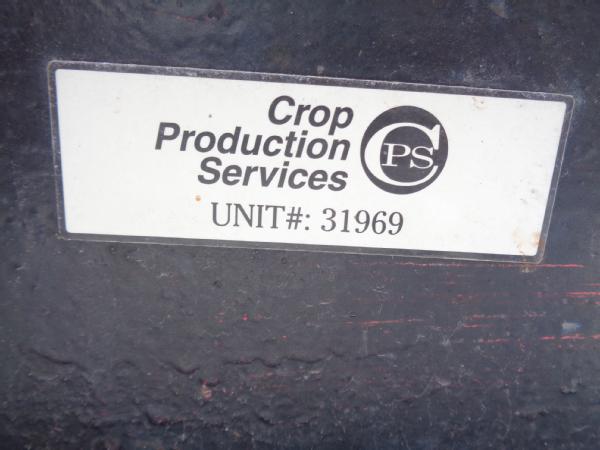 Crop
Production
Services
CPS
UNIT#: 31969